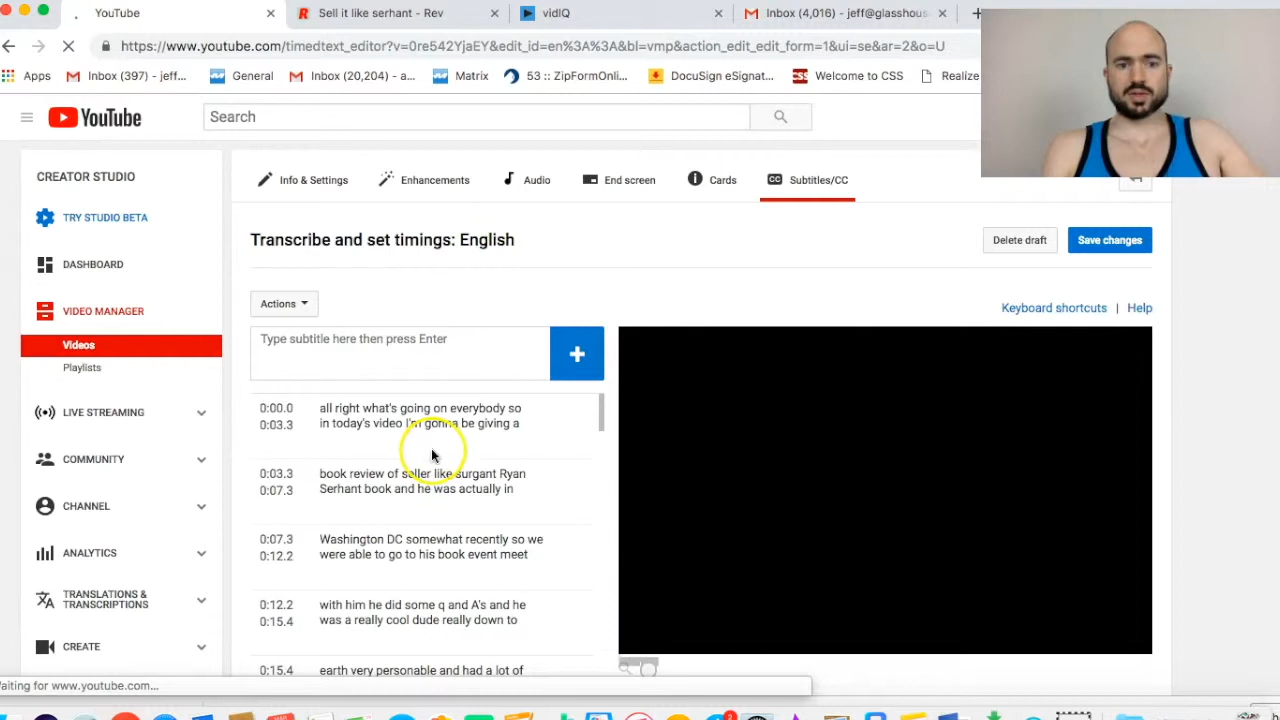 YouTube
Sell it like serhant - Rev
vidIQ
Inbox (4,016) - jeff@glasshous
https://www.youtube.com/timedtext_editor?v=0re542YjaEY&edit_id=en%3A%3A&bl=vmp&action_edit_edit_form=1&ui=se&ar=2&o=U
Apps
Inbox (397) - jeff...
General
Inbox (20,204) - a...
Matrix
53 :: ZipFormOnli...
DocuSign eSignat...
Welcome to CSS
Realize
YouTube
Search
CREATOR STUDIO
TRY STUDIO BETA
DASHBOARD
VIDEO MANAGER
Videos
Playlists
LIVE STREAMING
COMMUNITY
CHANNEL
ANALYTICS
TRANSLATIONS &
TRANSCRIPTIONS
CREATE
Info & Settings
Enhancements
Audio
End screen
Cards
CC Subtitles/CC
Transcribe and set timings: English
Delete draft
Save changes
Actions
Keyboard shortcuts | Help
Type subtitle here then press Enter
+
0:00.0 all right what's going on everybody so
0:03.3 in today's video I'm gonna be giving a
0:03.3 book review of seller like surgant Ryan
0:07.3 Serhant book and he was actually in
0:07.3 Washington DC somewhat recently so we
0:12.2 were able to go to his book event meet
0:12.2 with him he did some q and A's and he
0:15.4 was a really cool dude really down to
0:15.4 earth very personable and had a lot of
Waiting for www.youtube.com...
2